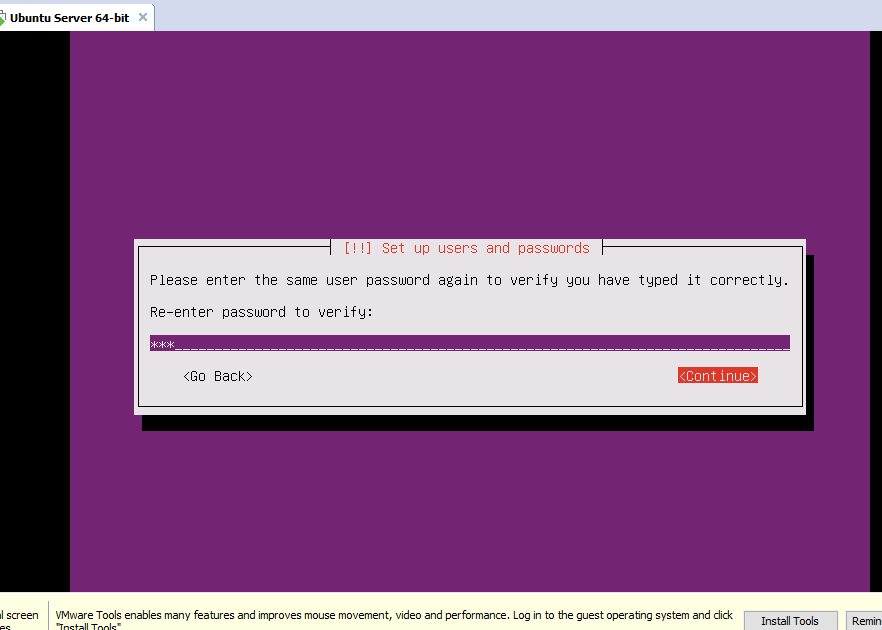 Ubuntu Server 64-bit
[!!] Set up users and passwords
Please enter the same user password again to verify you have typed it correctly.
Re-enter password to verify:
***
<Go Back> <Continue>
screen VMware Tools enables many features and improves mouse movement, video and performance. Log in to the guest operating system and click
"Install Tools" Install Tools Remin